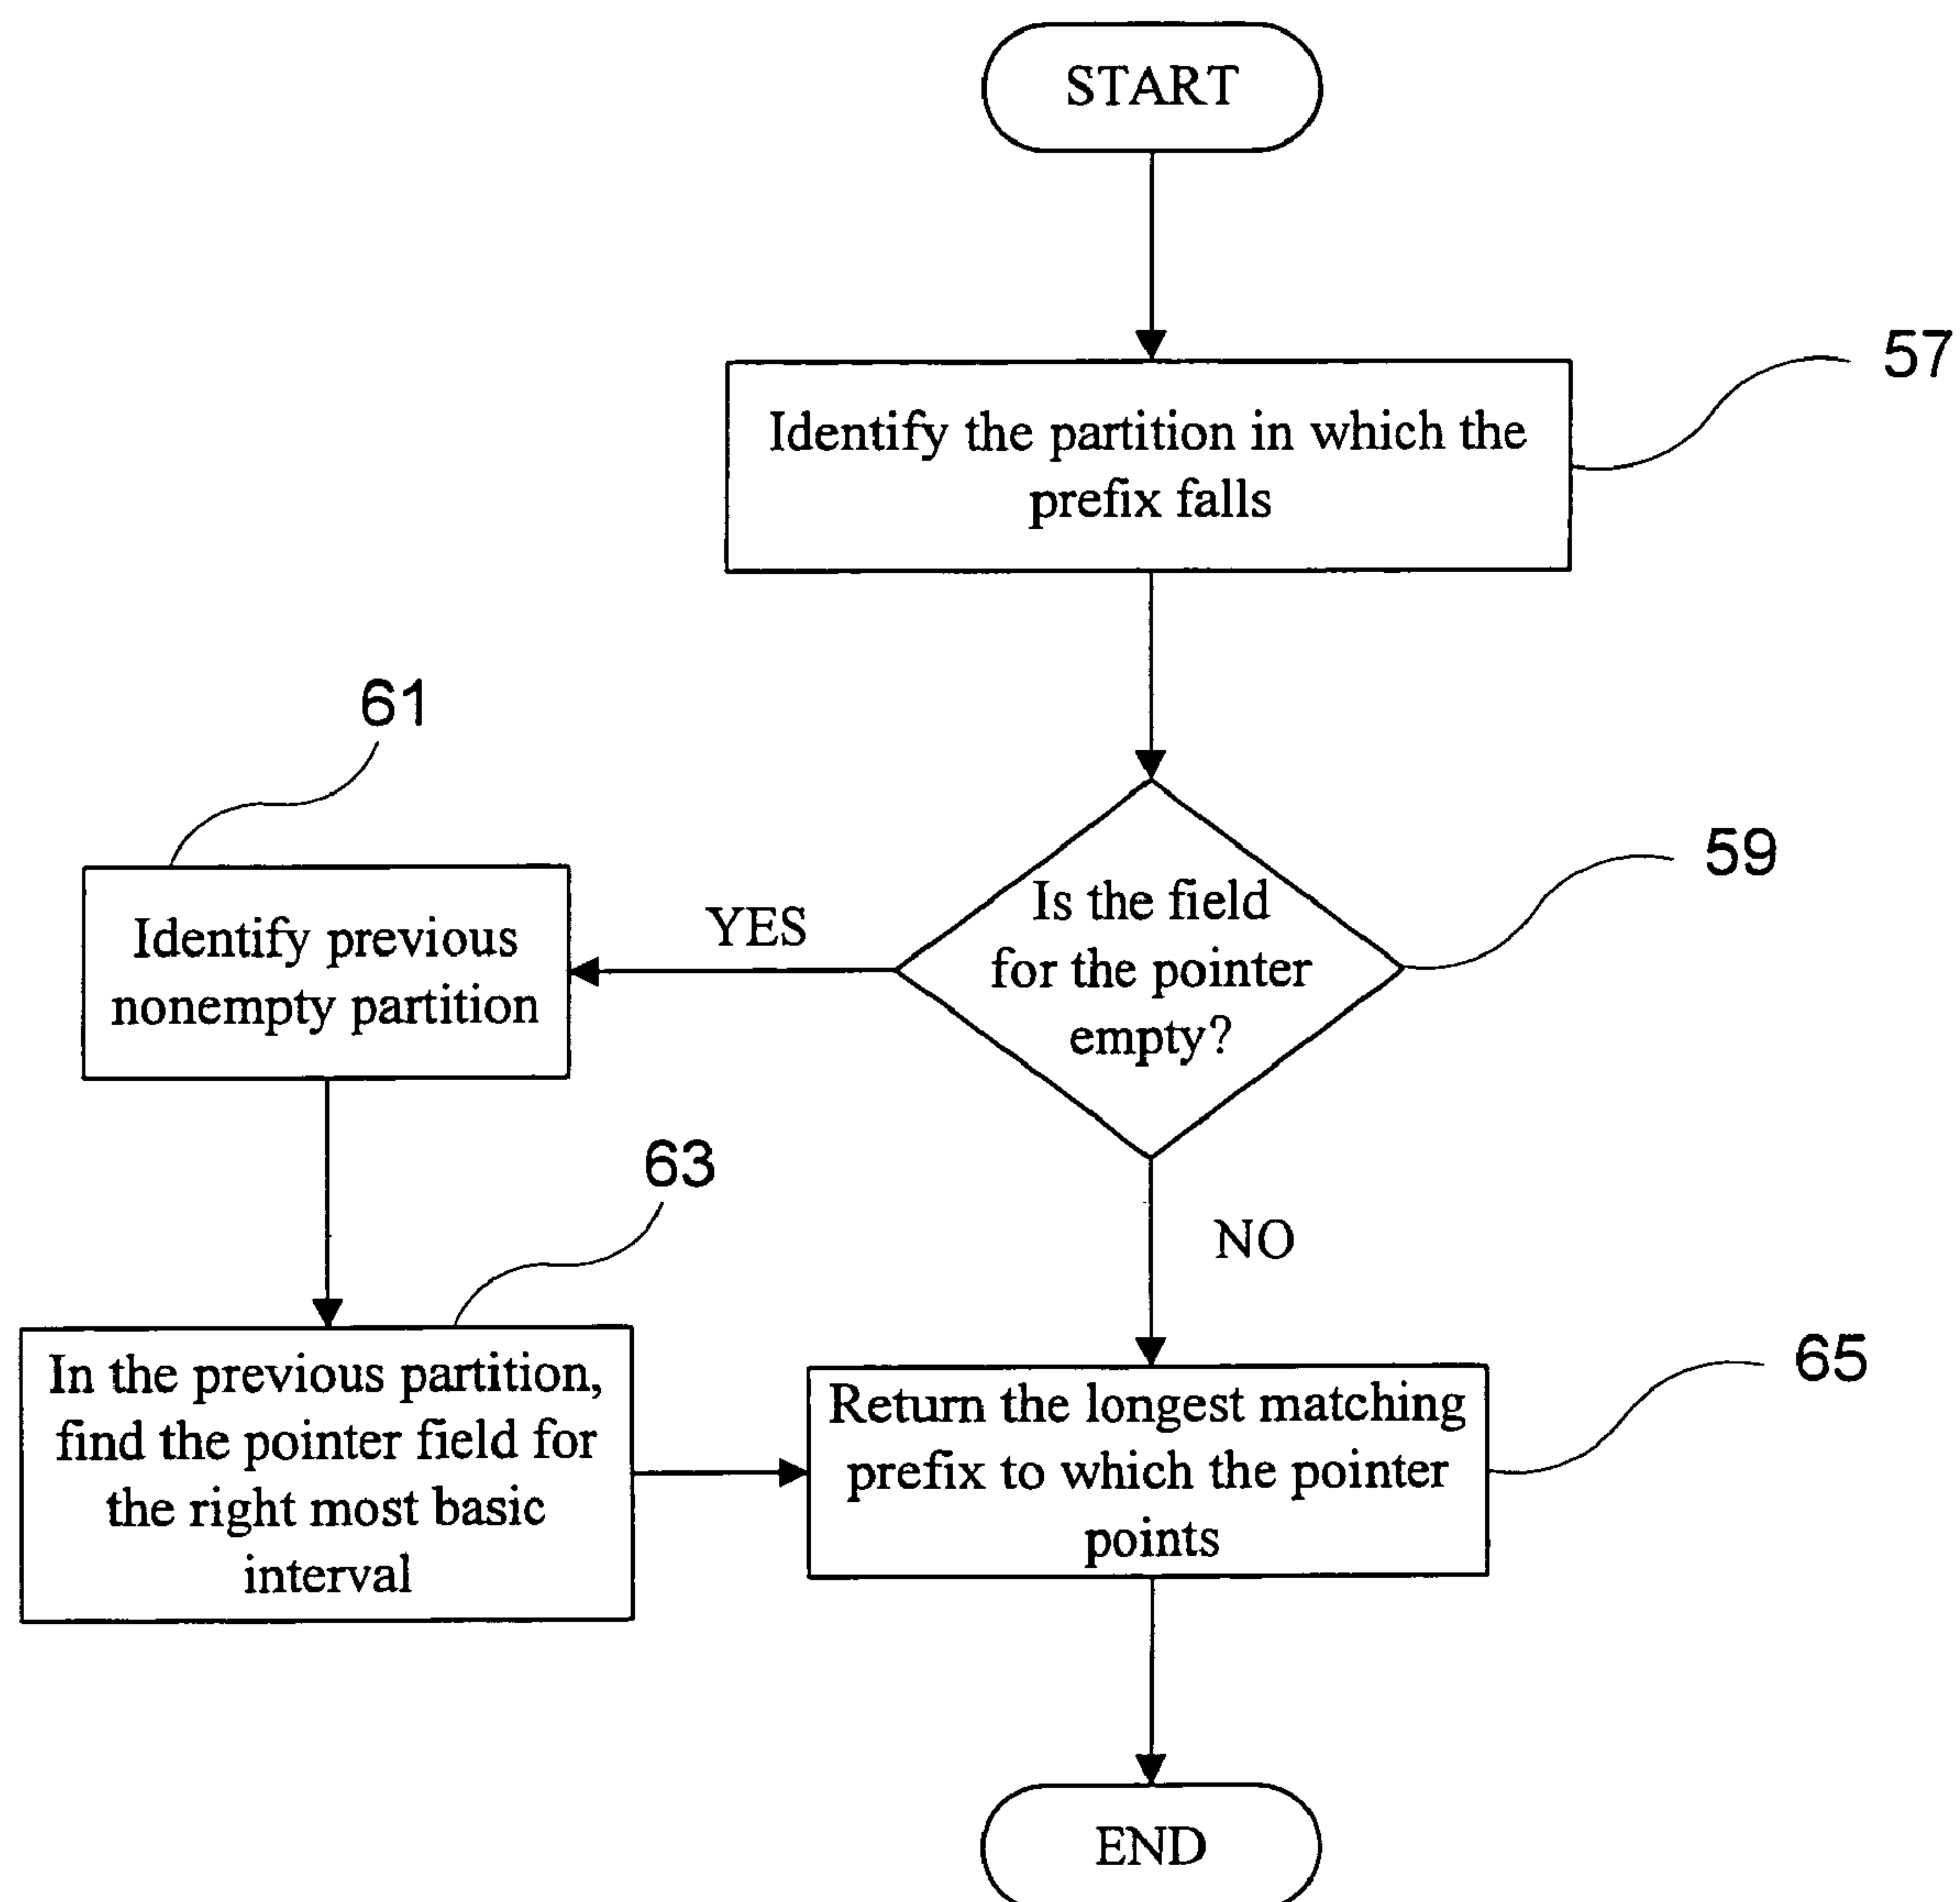 START
57
Identify the partition in which the
prefix falls
61
59
Is the field
for the pointer
empty?
YES
Identify previous
nonempty partition
63
NO
65
In the previous partition,
find the pointer field for
the right most basic
interval
Return the longest matching
prefix to which the pointer
points
END